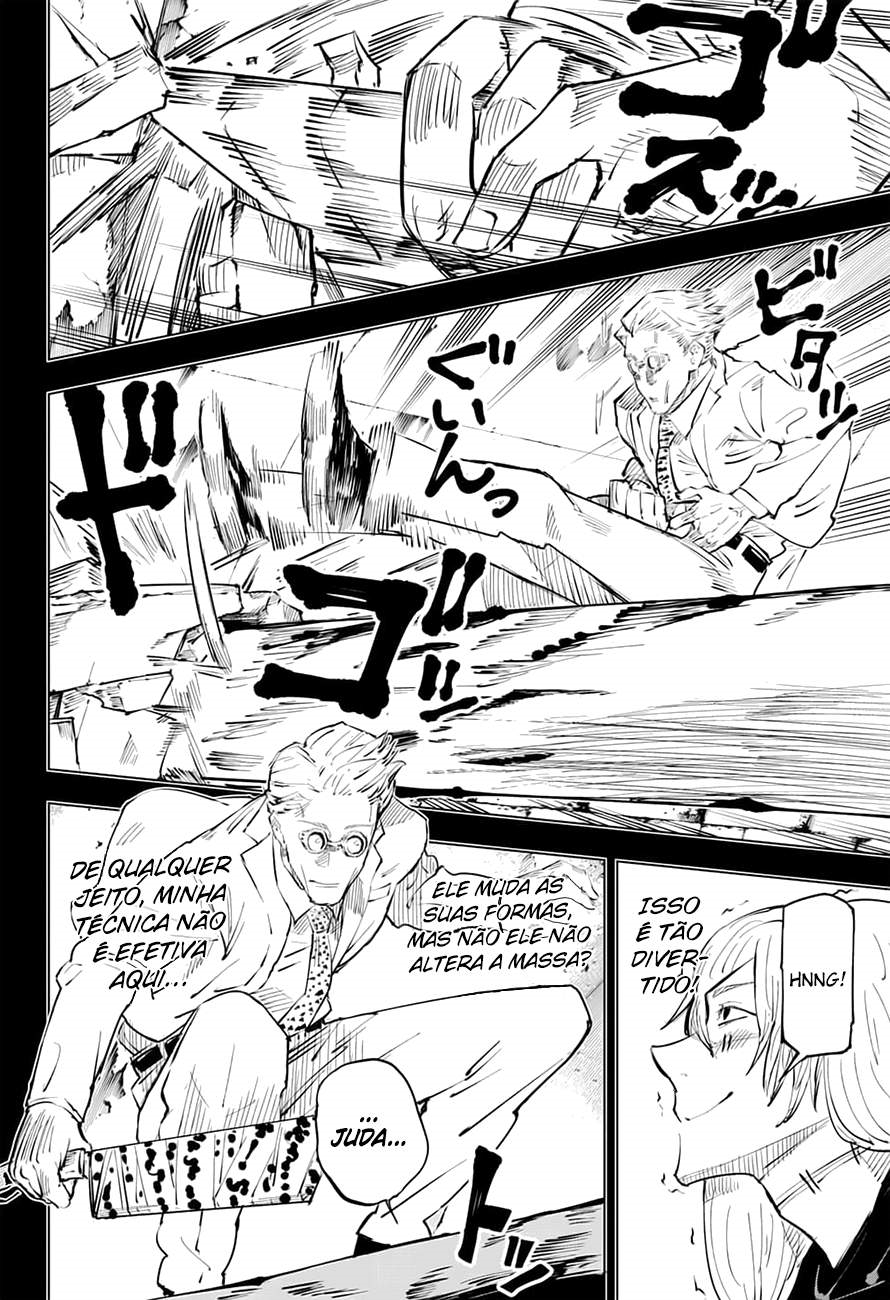 ズゴズッ
ビタッ
ぐいんっ
ドゴッ
HNNG!
ISSO
É TÃO
DIVER-
TIDO!
ELE MUDA AS
SUAS FORMAS,
MAS NÃO ELE NÃO
ALTERA A MASSA?
DE QUALQUER
JEITO, MINHA
TÉCNICA NÃO
É EFETIVA
AQUI...
...
JUDA...
トッ